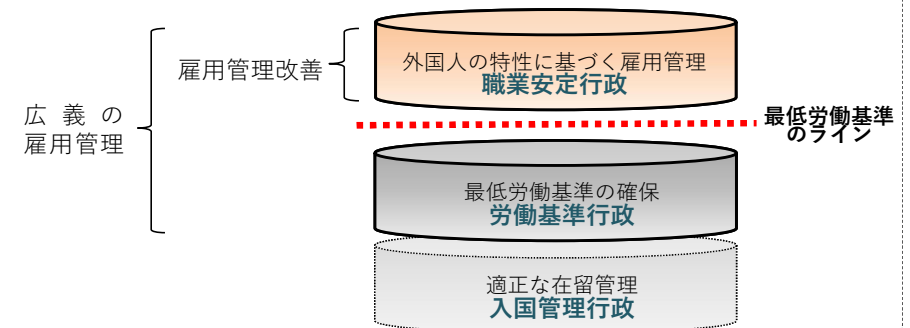 外国人の特性に基づく雇用管理
職業安定行政
雇用管理改善
広義の
雇用管理
最低労働基準
のライン
最低労働基準の確保
労働基準行政
適正な在留管理
入国管理行政